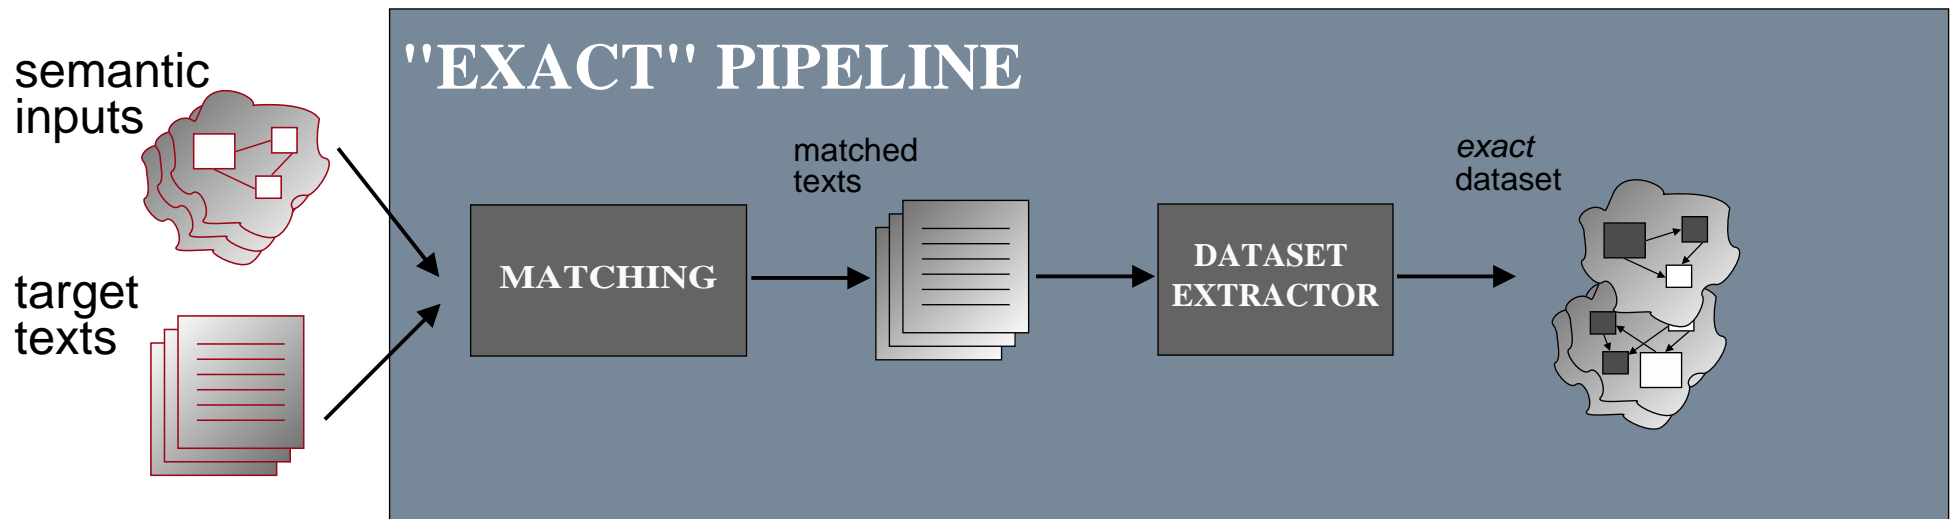 "EXACT" PIPELINE
semantic
inputs
target
texts
MATCHING
matched
texts
DATASET
EXTRACTOR
exact
dataset